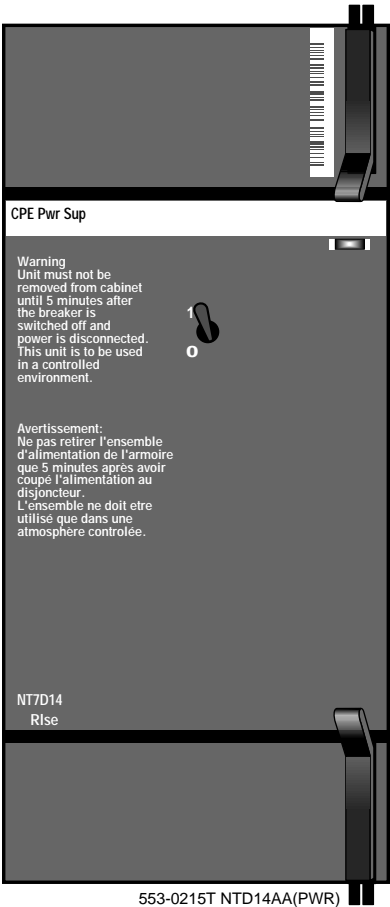 CPE Pwr Sup
Warning
Unit must not be
removed from cabinet
until 5 minutes after
the breaker is
switched off and
power is disconnected.
This unit is to be used
in a controlled
environment.
1
0
Avertissement:
Ne pas retirer l'ensemble
d'alimentation de l'armoire
que 5 minutes après avoir
coupé l'alimentation au
disjoncteur.
L'ensemble ne doit etre
utilisé que dans une
atmosphère controlée.
NT7D14
Rlse
553-0215T NTD14AA(PWR)